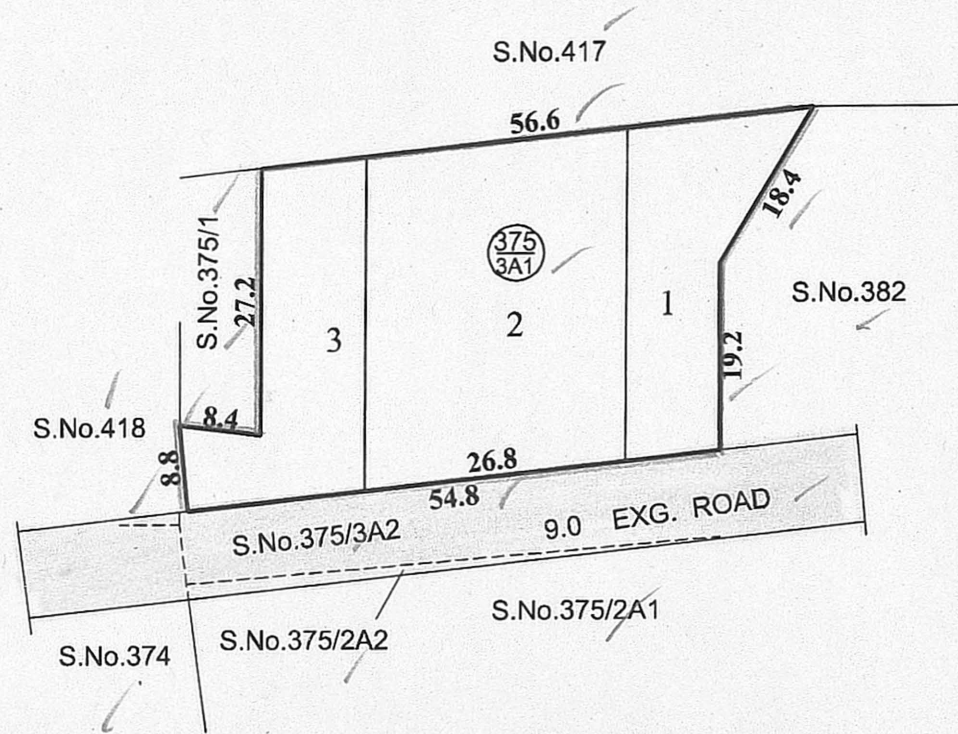 S.No.417
56.6
18.4
S.No.375/1
27.2
375
3A1
S.No.382
3
2
1
19.2
8.4
S.No.418
8.8
26.8
54.8
S.No.375/3A2
9.0 EXG. ROAD
S.No.375/2A1
S.No.375/2A2
S.No.374